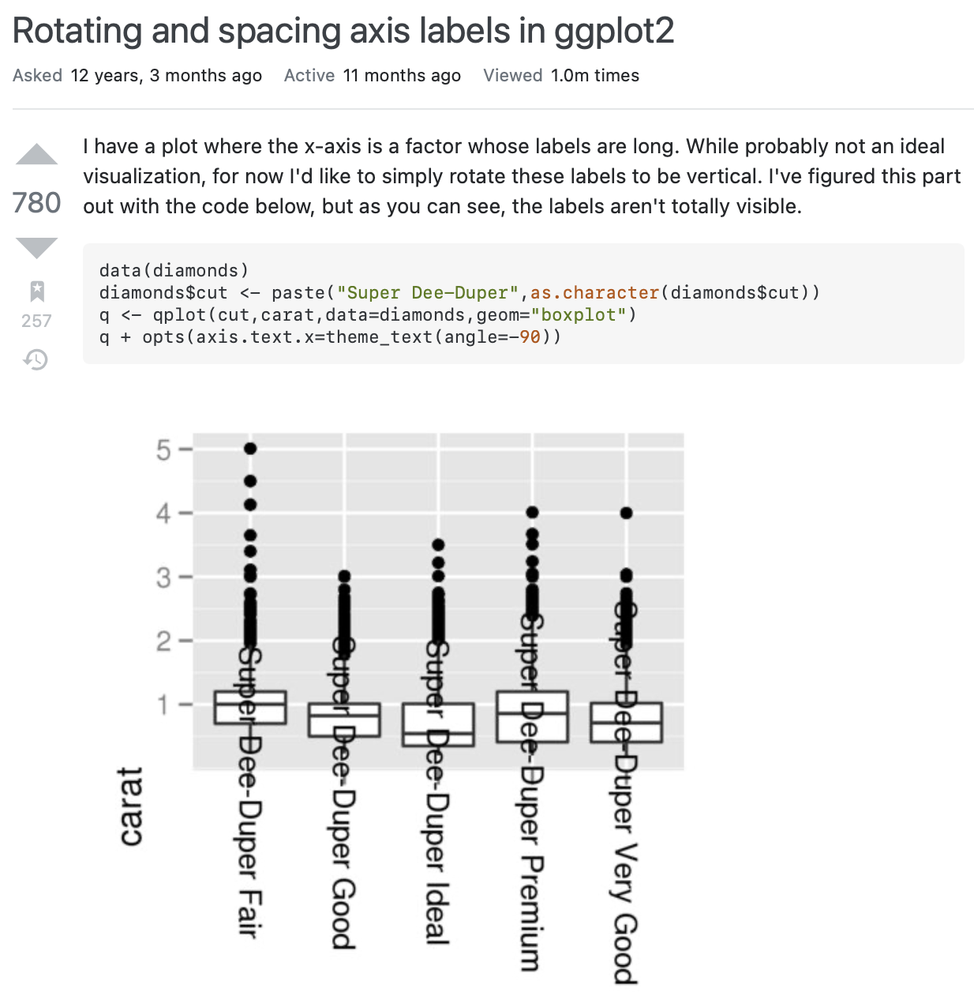 Rotating and spacing axis labels in ggplot2
Asked 12 years, 3 months ago Active 11 months ago Viewed 1.0m times
I have a plot where the x-axis is a factor whose labels are long. While probably not an ideal
visualization, for now I'd like to simply rotate these labels to be vertical. I've figured this part
out with the code below, but as you can see, the labels aren't totally visible.
780
257
data(diamonds)
diamonds$cut <- paste("Super Dee-Duper",as.character(diamonds$cut))
q <- qplot(cut,carat,data=diamonds,geom="boxplot")
q + opts(axis.text.x=theme_text(angle=-90))
5
4
3
2
1
carat
Super Dee-Duper Fair
Super Dee-Duper Good
Super Dee-Duper Ideal
Super Dee-Duper Premium
Super Dee-Duper Very Good